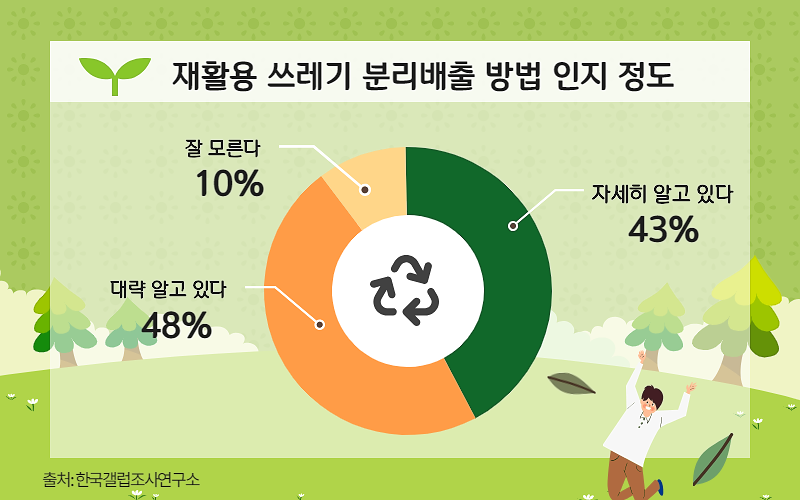 재활용 쓰레기 분리배출 방법 인지 정도
잘 모른다
10%
자세히 알고 있다
43%
대략 알고 있다
48%
출처: 한국갤럽조사연구소